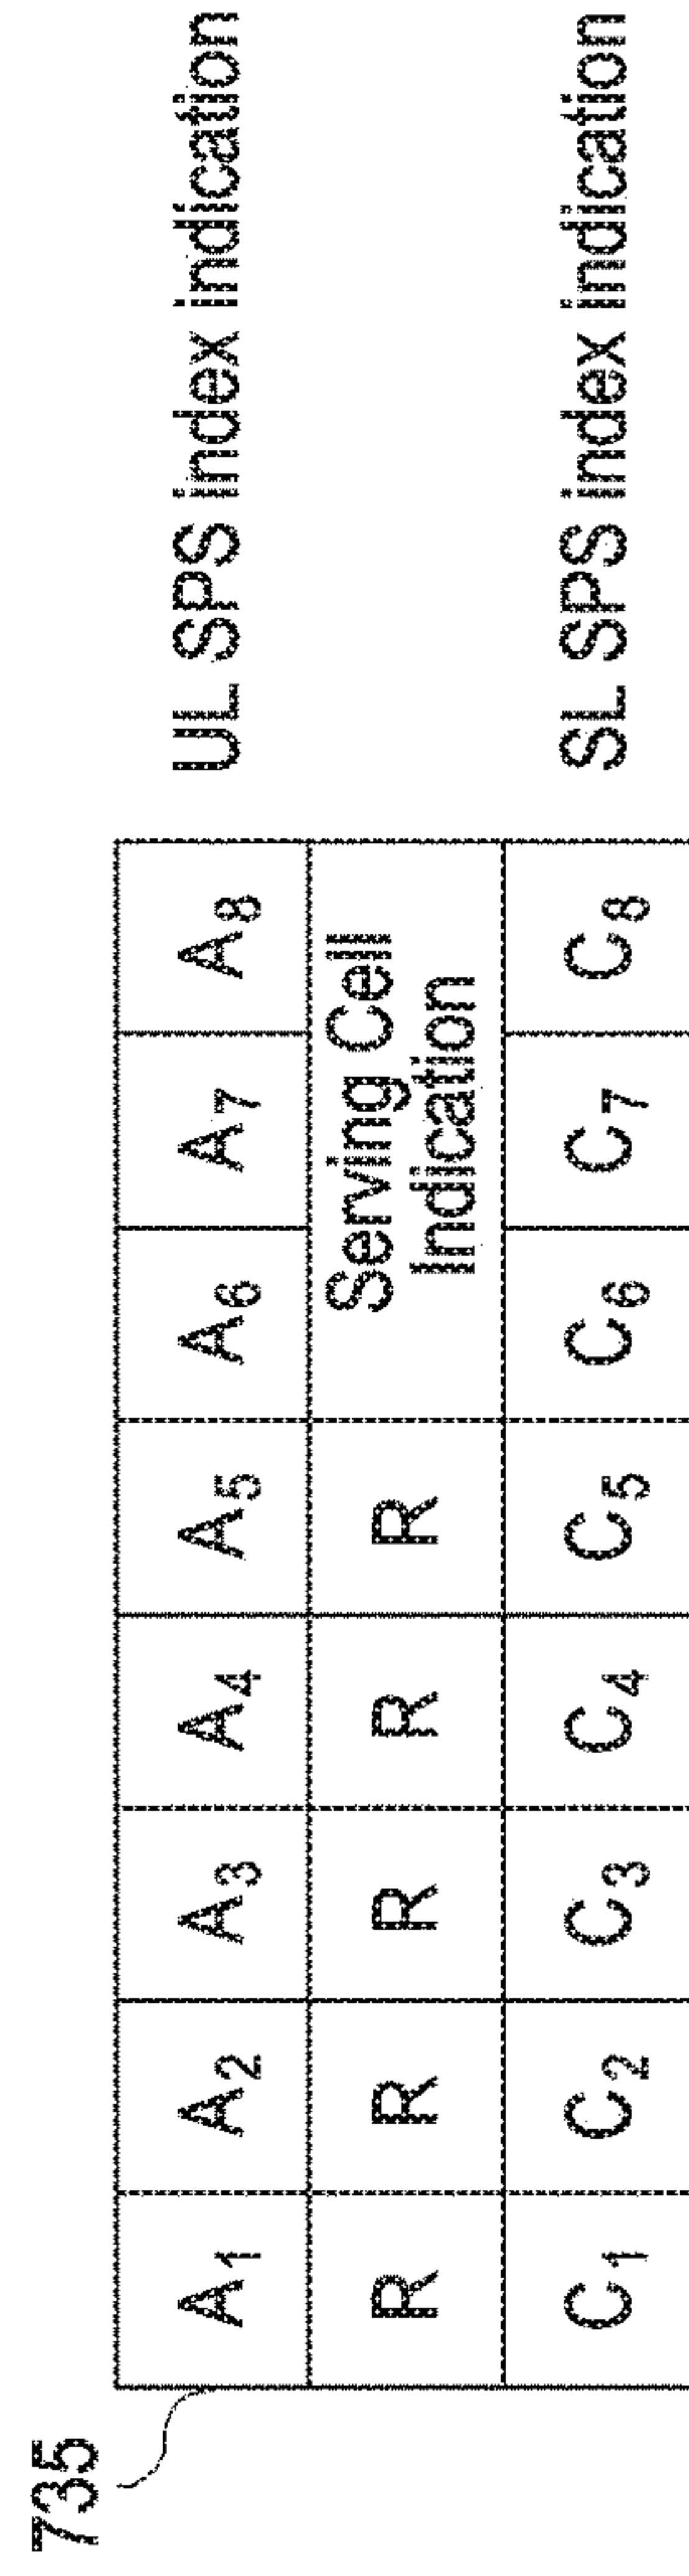 735
A1 A2 A3 A4 A5 A6 A7 A8 UL SPS index indication
R R R R R Serving Cell
Indication
C1 C2 C3 C4 C5 C6 C7 C8 SL SPS index indication